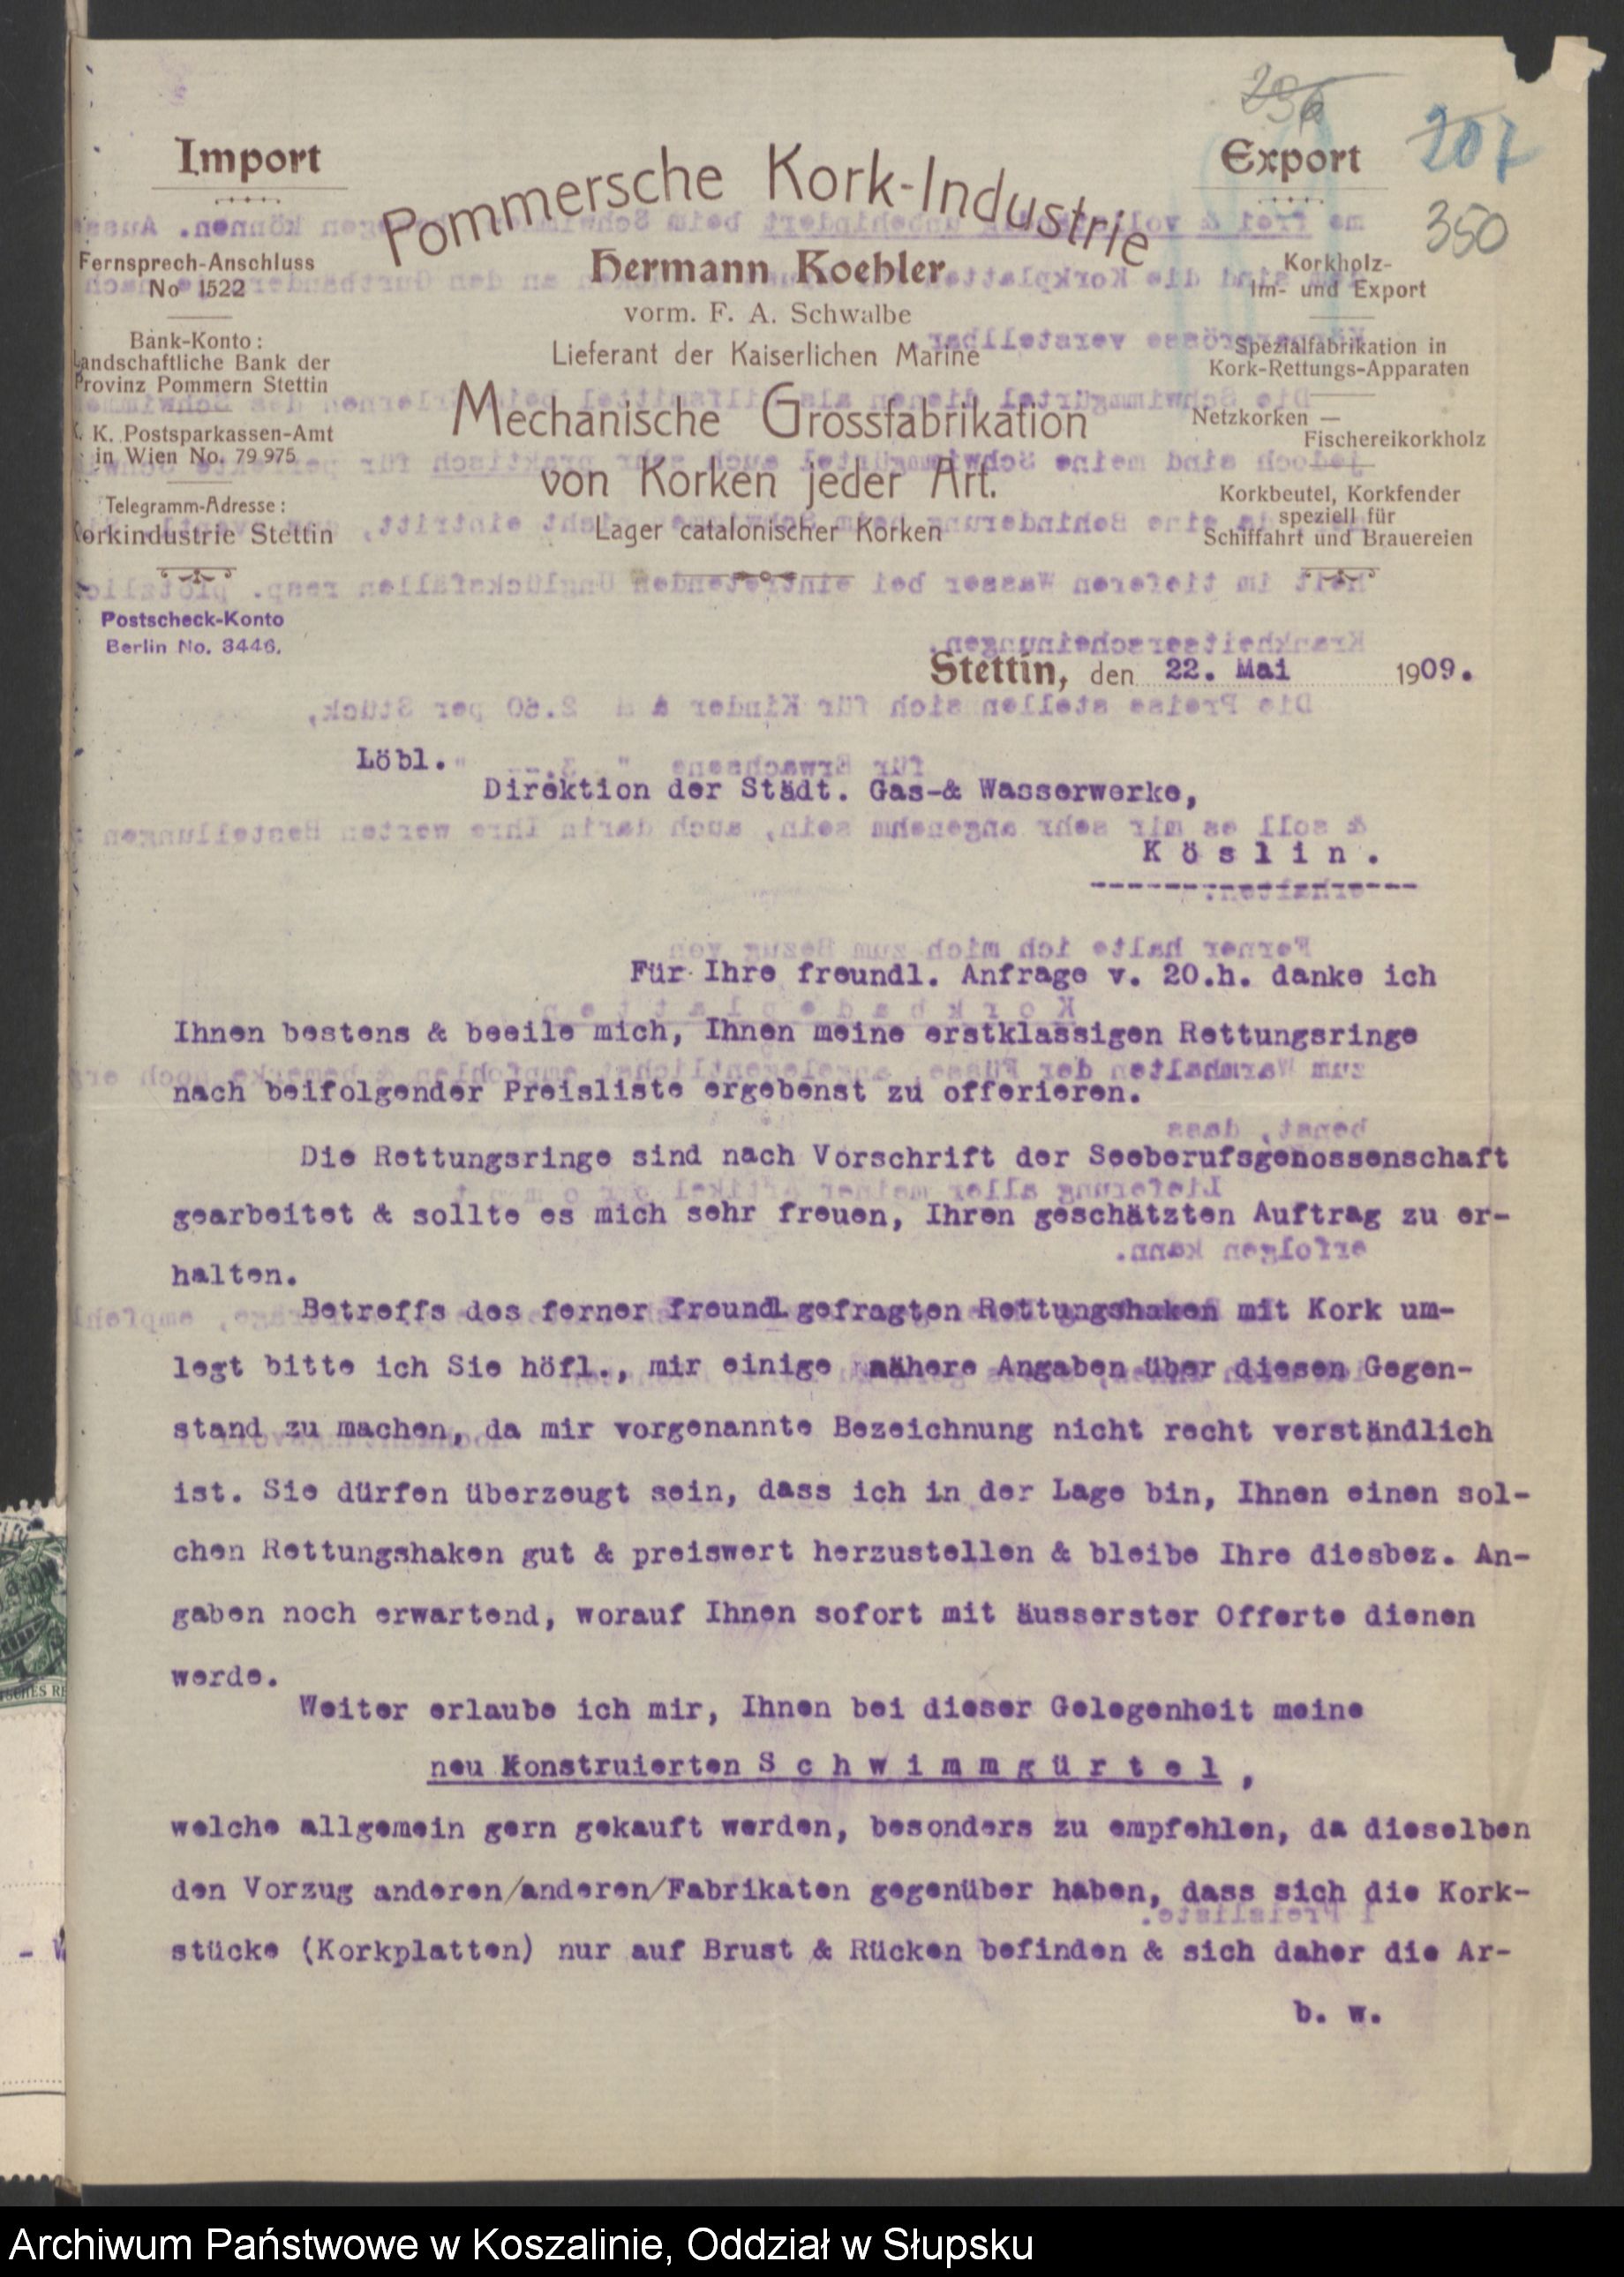 236
207
350
Import
Export
Pommersche Kork-Industrie
Hermann Koehler
vorm. F. A. Schwalbe
Lieferant der Kaiserlichen Marine
Mechanische Grossfabrikation
von Korken jeder Art.
Lager catalonischer Korken
Fernsprech-Anschluss
No 1522
Bank-Konto:
Landschaftliche Bank der
Provinz Pommern Stettin
K. K. Postsparkassen-Amt
in Wien No. 79 975
Telegramm-Adresse:
Korkindustrie Stettin
Postscheck-Konto
Berlin No. 3446.
Korkholz-
Im- und Export
Spezialfabrikation in
Kork-Rettungs-Apparaten
Netzkorken —
Fischereikorkholz
Korkbeutel, Korkfender
speziell für
Schiffahrt und Brauereien
Stettin, den 22. Mai 1909.
Löbl.
Direktion der Städt. Gas-& Wasserwerke,
K ö s l i n .
Für Ihre freundl. Anfrage v. 20.h. danke ich
Ihnen bestens & beeile mich, Ihnen meine erstklassigen Rettungsringe
nach beifolgender Preisliste ergebenst zu offerieren.
Die Rettungsringe sind nach Vorschrift der Seeberufsgenossenschaft
gearbeitet & sollte es mich sehr freuen, Ihren geschätzten Auftrag zu er-
halten.
Betreffs des ferner freundl.gefragten Rettungshaken mit Kork um-
legt bitte ich Sie höfl., mir einige nähere Angaben über diesen Gegen-
stand zu machen, da mir vorgenannte Bezeichnung nicht recht verständlich
ist. Sie dürfen überzeugt sein, dass ich in der Lage bin, Ihnen einen sol-
chen Rettungshaken gut & preiswert herzustellen & bleibe Ihre diesbez. An-
gaben noch erwartend, worauf Ihnen sofort mit äusserster Offerte dienen
werde.
Weiter erlaube ich mir, Ihnen bei dieser Gelegenheit meine
neu Konstruierten S c h w i m m g ü r t e l ,
welche allgemein gern gekauft werden, besonders zu empfehlen, da dieselben
den Vorzug anderen/anderen/Fabrikaten gegenüber haben, dass sich die Kork-
stücke (Korkplatten) nur auf Brust & Rücken befinden & sich daher die Ar-
b. w.
Archiwum Państwowe w Koszalinie, Oddział w Słupsku